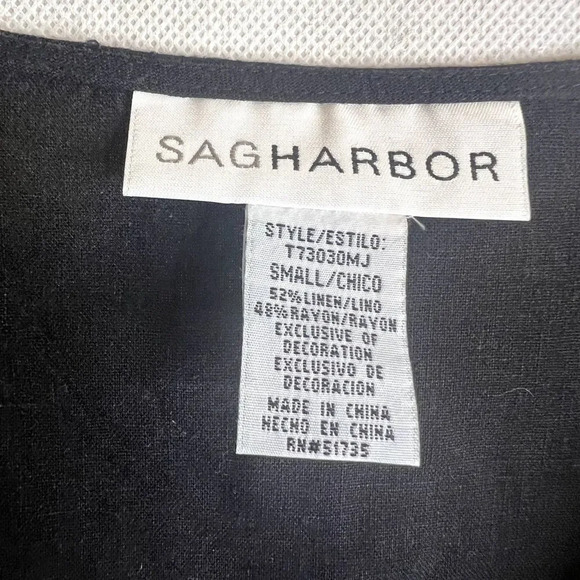 SAGHARBOR
STYLE/ESTILO:
T73030MJ
SMALL/CHICO
52%LINEN/LINO
48%RAYON/RAYON
EXCLUSIVE OF
DECORATION
EXCLUSIVO DE
DECORACION
MADE IN CHINA
HECHO EN CHINA
RN#51735